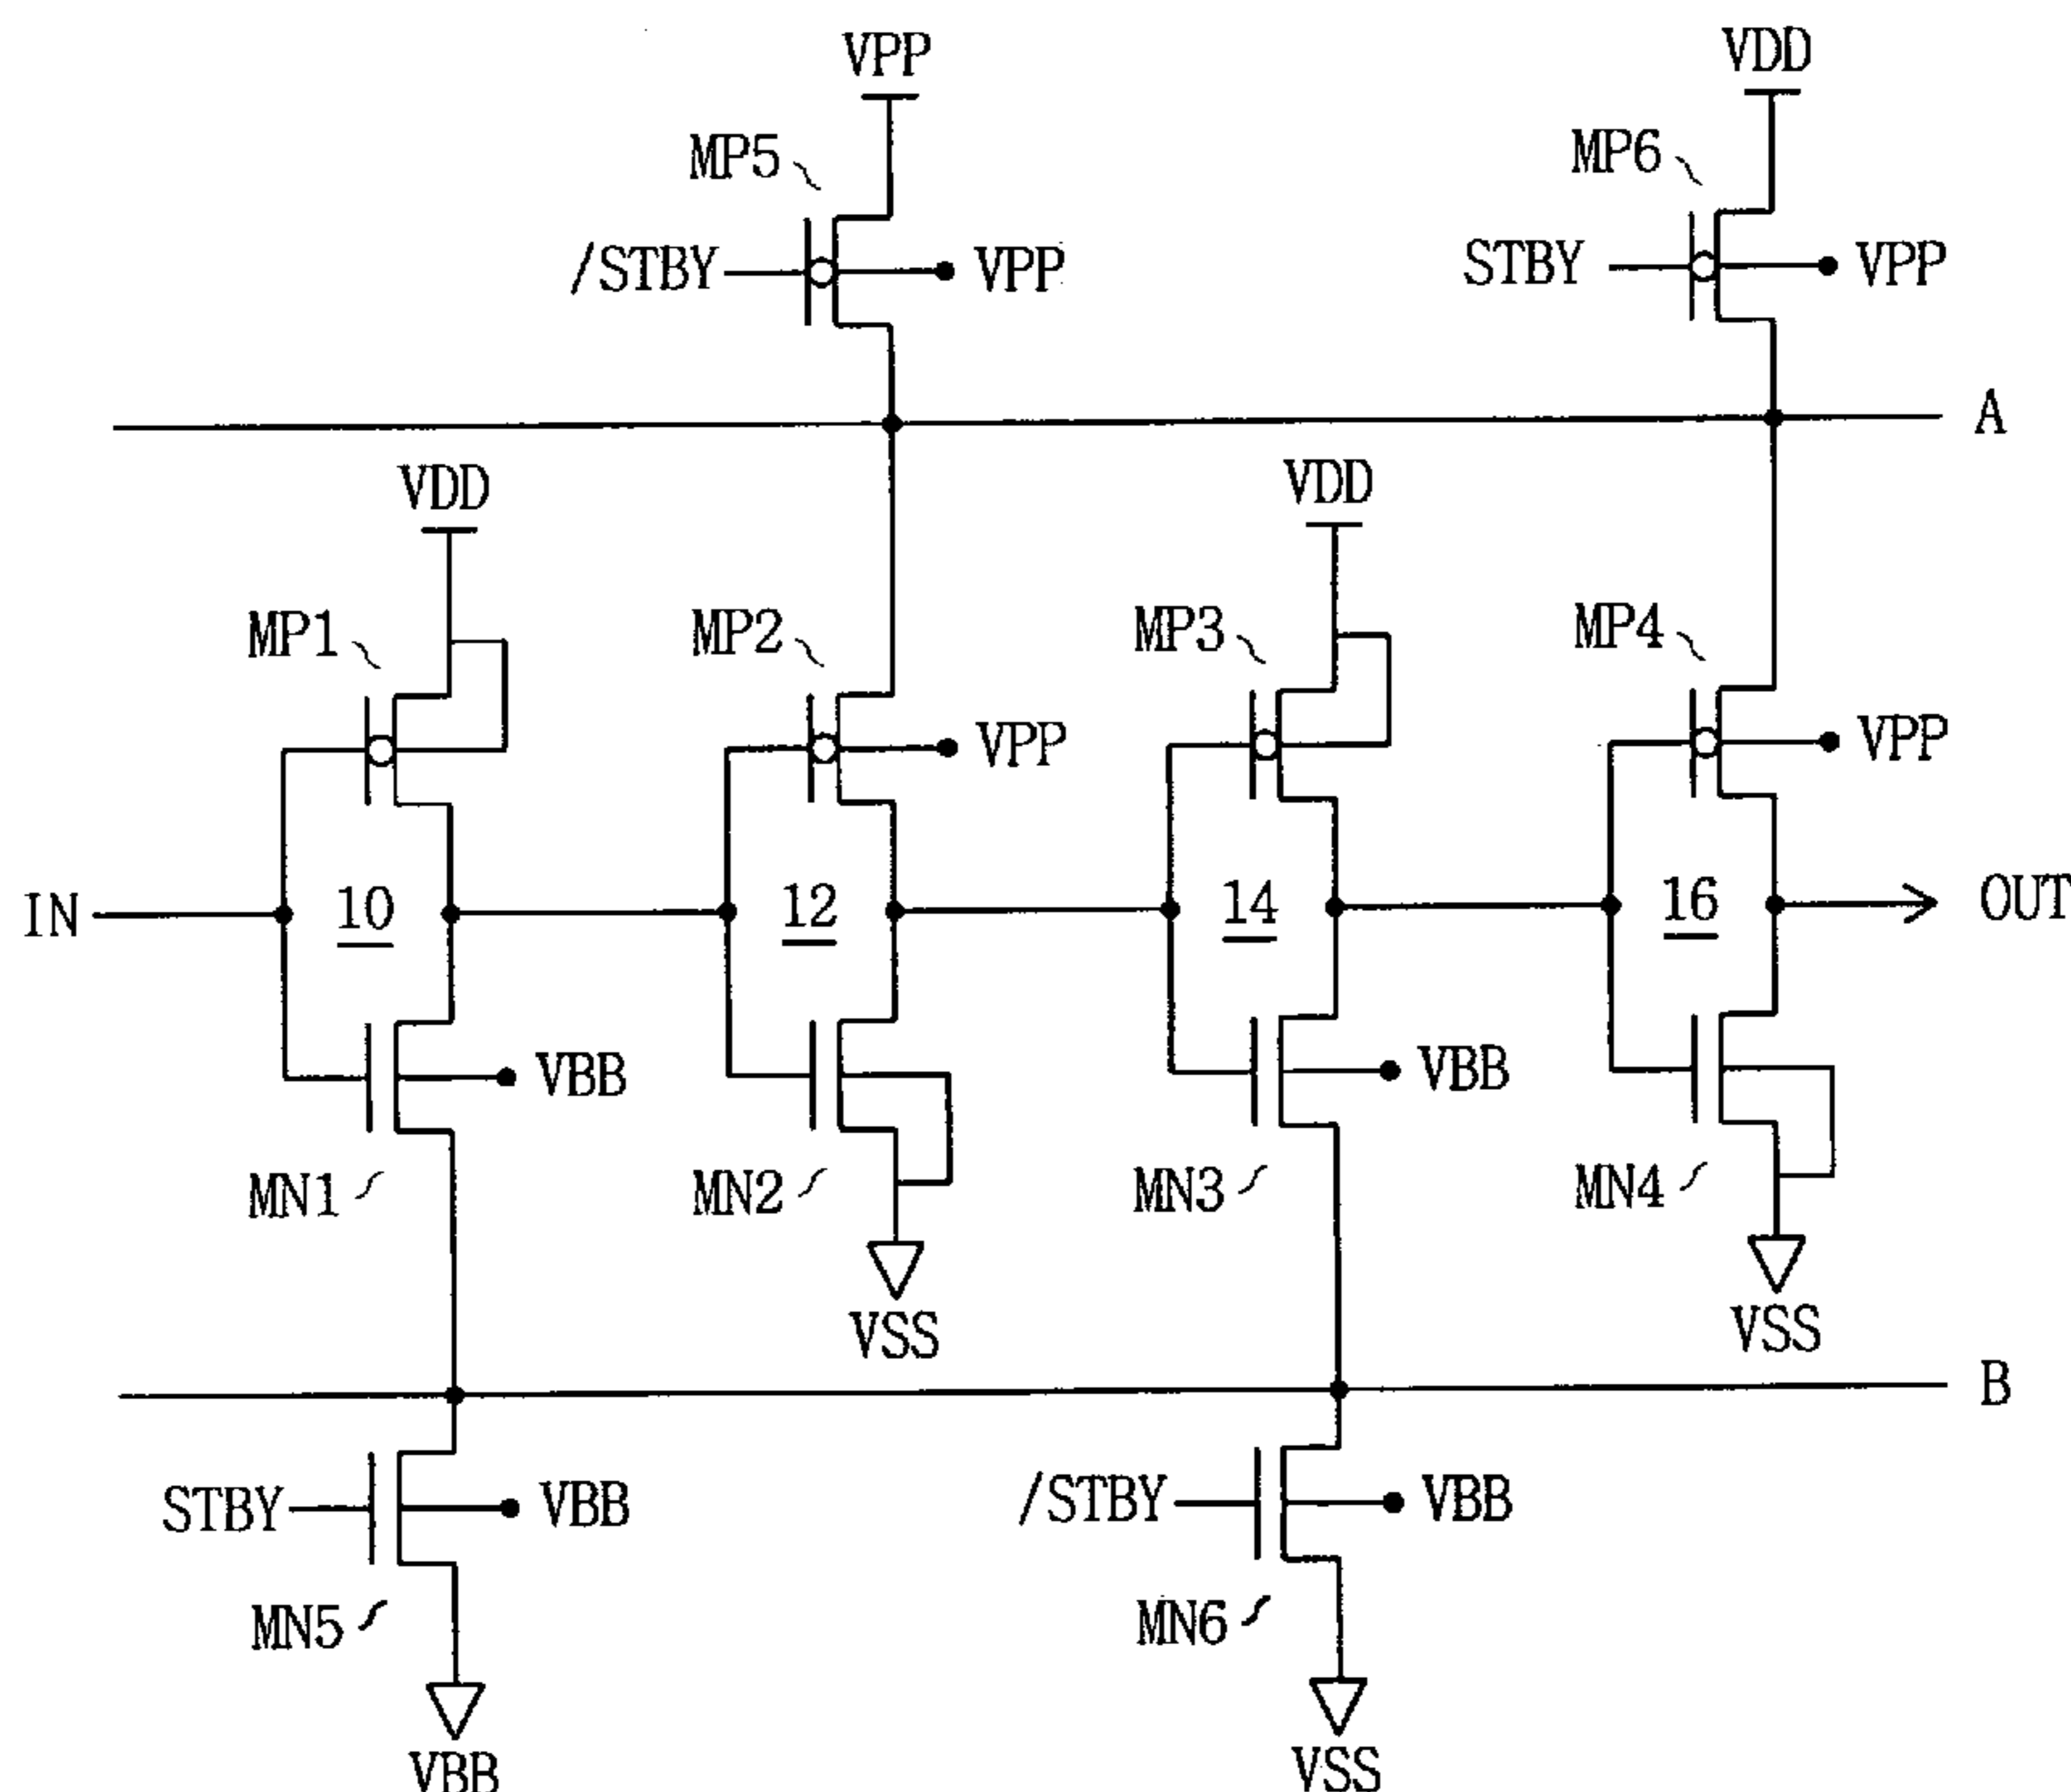 VPP
VDD
MP5
MP6
/STBY
VPP
STBY
VPP
A
VDD
VDD
MP1
MP2
MP3
MP4
VPP
VPP
IN
10
12
14
16
OUT
VBB
VBB
MN1
MN2
MN3
MN4
VSS
VSS
B
STBY
VBB
/STBY
VBB
MN5
MN6
VBB
VSS